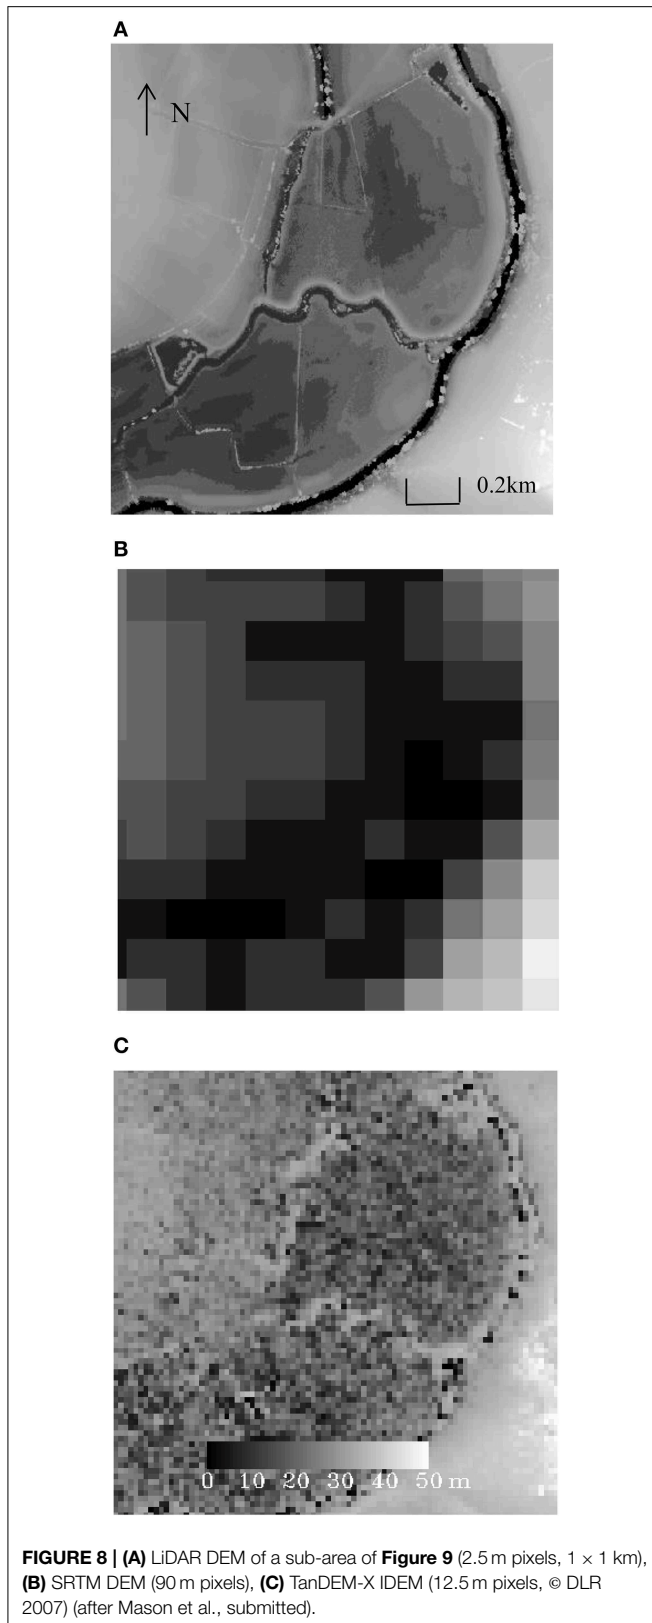 A
N
0.2km
B
C
0 10 20 30 40 50 m
FIGURE 8 | (A) LiDAR DEM of a sub-area of Figure 9 (2.5 m pixels, 1 × 1 km),
(B) SRTM DEM (90 m pixels), (C) TanDEM-X IDEM (12.5 m pixels, © DLR
2007) (after Mason et al., submitted).